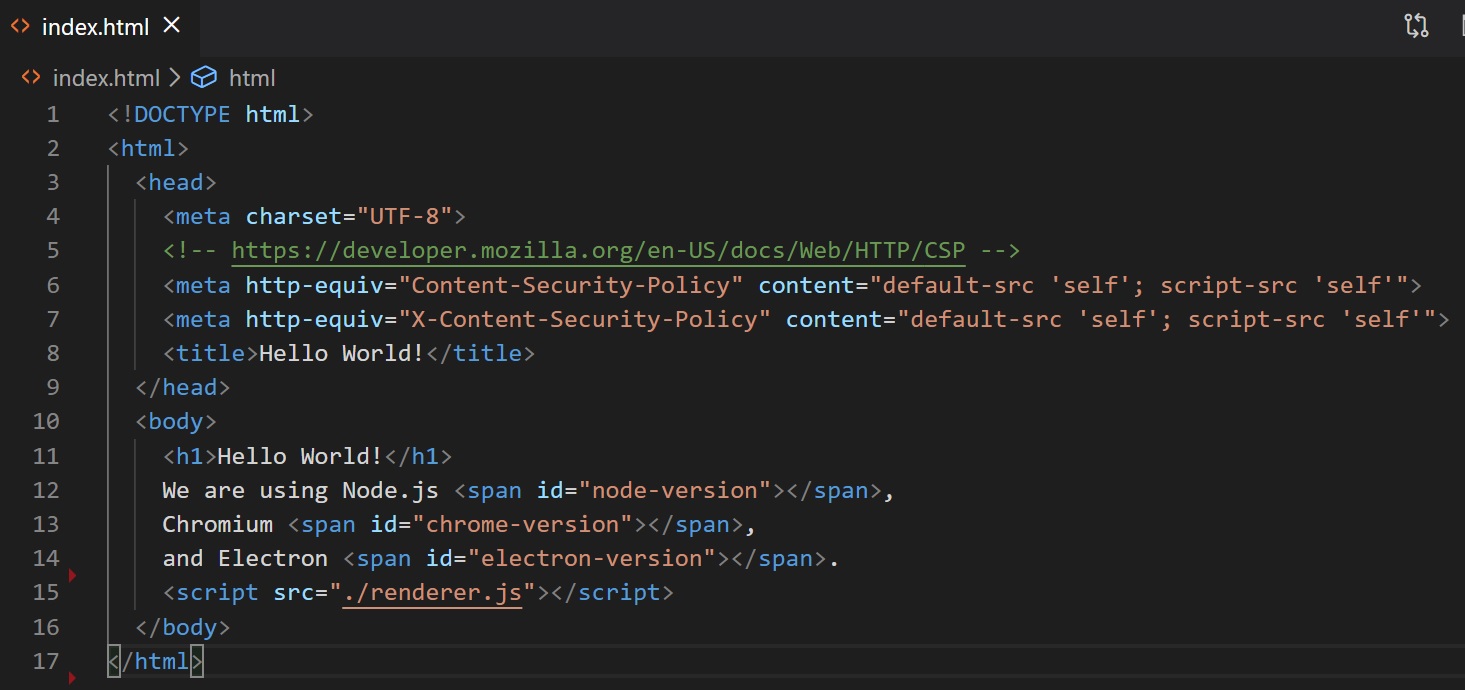 index.html
index.html > html
1 <!DOCTYPE html>
2 <html>
3   <head>
4     <meta charset="UTF-8">
5     <!-- https://developer.mozilla.org/en-US/docs/Web/HTTP/CSP -->
6     <meta http-equiv="Content-Security-Policy" content="default-src 'self'; script-src 'self'">
7     <meta http-equiv="X-Content-Security-Policy" content="default-src 'self'; script-src 'self'">
8     <title>Hello World!</title>
9   </head>
10   <body>
11     <h1>Hello World!</h1>
12     We are using Node.js <span id="node-version"></span>,
13     Chromium <span id="chrome-version"></span>,
14     and Electron <span id="electron-version"></span>.
15     <script src="./renderer.js"></script>
16   </body>
17 </html>